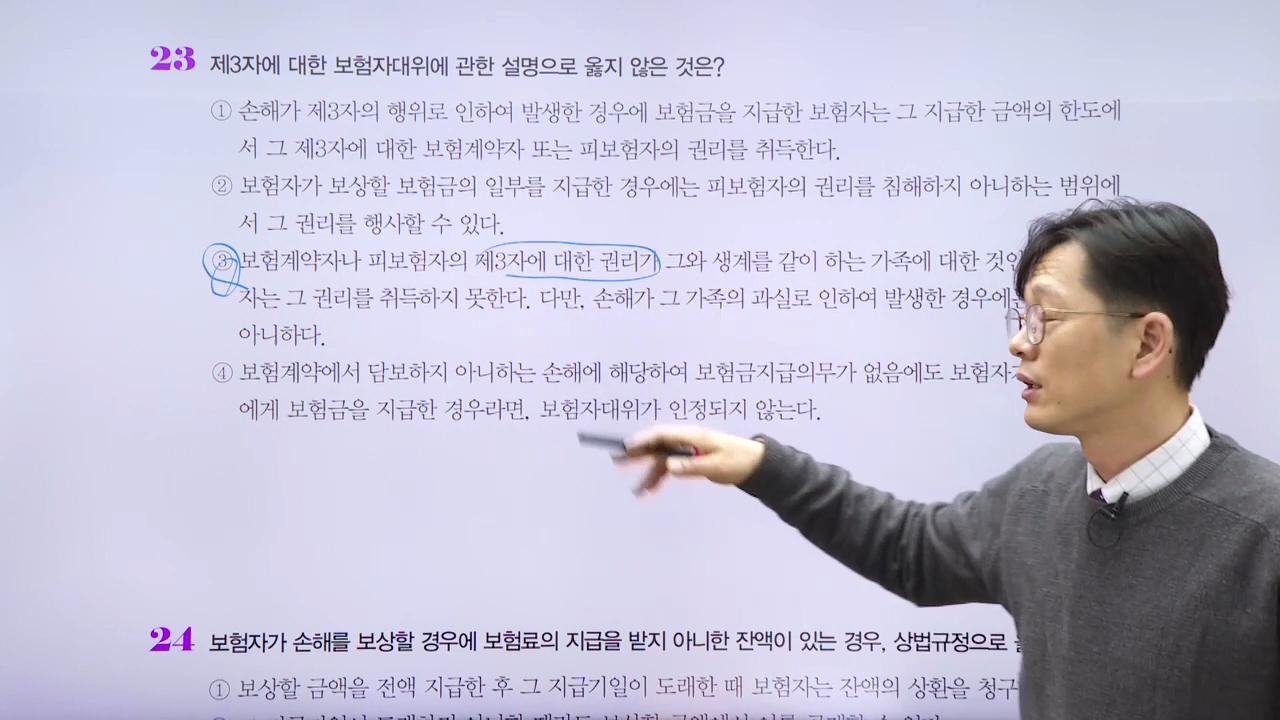 23 제3자에 대한 보험자대위에 관한 설명으로 옳지 않은 것은?
① 손해가 제3자의 행위로 인하여 발생한 경우에 보험금을 지급한 보험자는 그 지급한 금액의 한도에
서 그 제3자에 대한 보험계약자 또는 피보험자의 권리를 취득한다.
② 보험자가 보상할 보험금의 일부를 지급한 경우에는 피보험자의 권리를 침해하지 아니하는 범위에
서 그 권리를 행사할 수 있다.
③ 보험계약자나 피보험자의 제3자에 대한 권리가 그와 생계를 같이 하는 가족에 대한
자는 그 권리를 취득하지 못한다. 다만, 손해가 그 가족의 과실로 인하여 발생한
아니하다.
④ 보험계약에서 담보하지 아니하는 손해에 해당하여 보험금지급의무가 없음에도
에게 보험금을 지급한 경우라면, 보험자대위가 인정되지 않는다.
24 보험자가 손해를 보상할 경우에 보험료의 지급을 받지 아니한 잔액이 있는 경우, 상법규정으로
① 보상할 금액을 전액 지급한 후 그 지급기일이 도래한 때 보험자는 잔액의 상환을